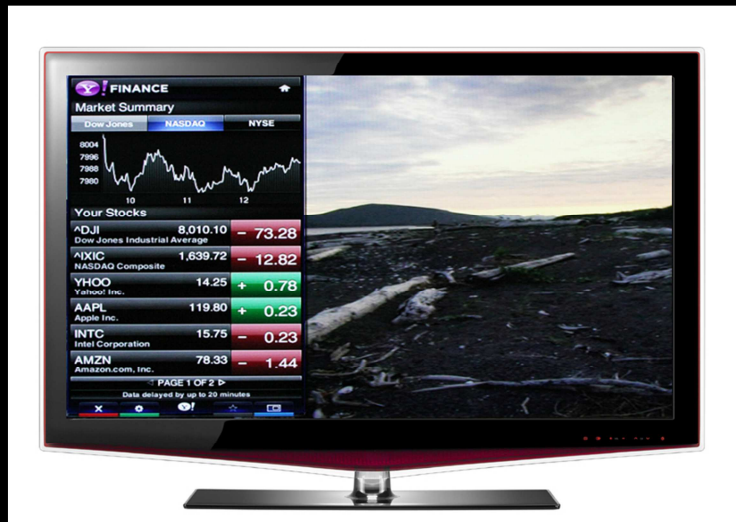 Y! FINANCE
Market Summary
Dow Jones NASDAQ NYSE
8004
7996
7988
7980
10 11 12
Your Stocks
^DJI 8,010.10 − 73.28
Dow Jones Industrial Average
^IXIC 1,639.72 − 12.82
NASDAQ Composite
YHOO 14.25 + 0.78
Yahoo! Inc.
AAPL 119.80 + 0.23
Apple Inc.
INTC 15.75 − 0.23
Intel Corporation
AMZN 78.33 − 1.44
Amazon.com, Inc.
◁ PAGE 1 OF 2 ▷
Data delayed by up to 20 minutes
Y!